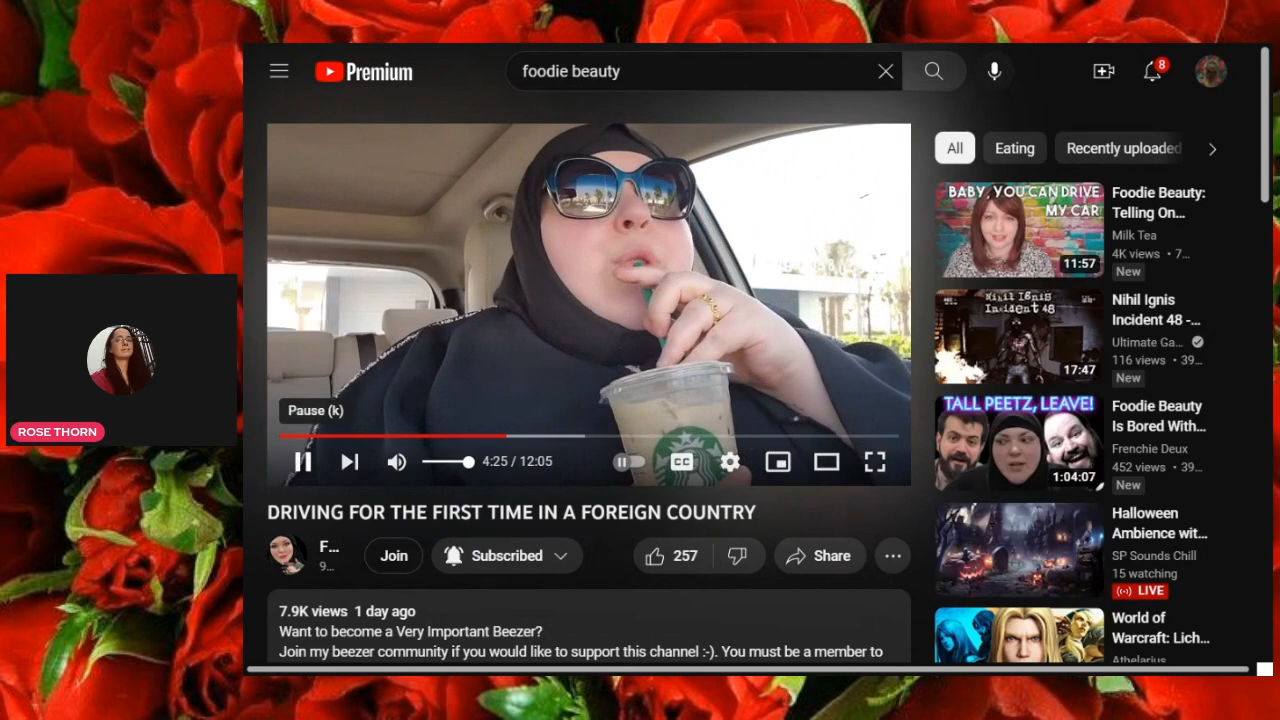 Premium
foodie beauty
8
All
Eating
Recently uploaded
BABY, YOU CAN DRIVE
MY CAR
11:57
Foodie Beauty:
Telling On...
Milk Tea
4K views • 7...
New
Nihil Ignis
Incident 48
17:47
Nihil Ignis
Incident 48 -...
Ultimate Ga...
116 views • 39...
New
TALL PEETZ, LEAVE!
1:04:07
Foodie Beauty
Is Bored With...
Frenchie Deux
452 views • 39...
New
Halloween
Ambience wit...
SP Sounds Chill
15 watching
LIVE
World of
Warcraft: Lich...
Athelarius
ROSE THORN
Pause (k)
4:25 / 12:05
CC
DRIVING FOR THE FIRST TIME IN A FOREIGN COUNTRY
F...
9...
Join
Subscribed
257
Share
7.9K views 1 day ago
Want to become a Very Important Beezer?
Join my beezer community if you would like to support this channel :-). You must be a member to